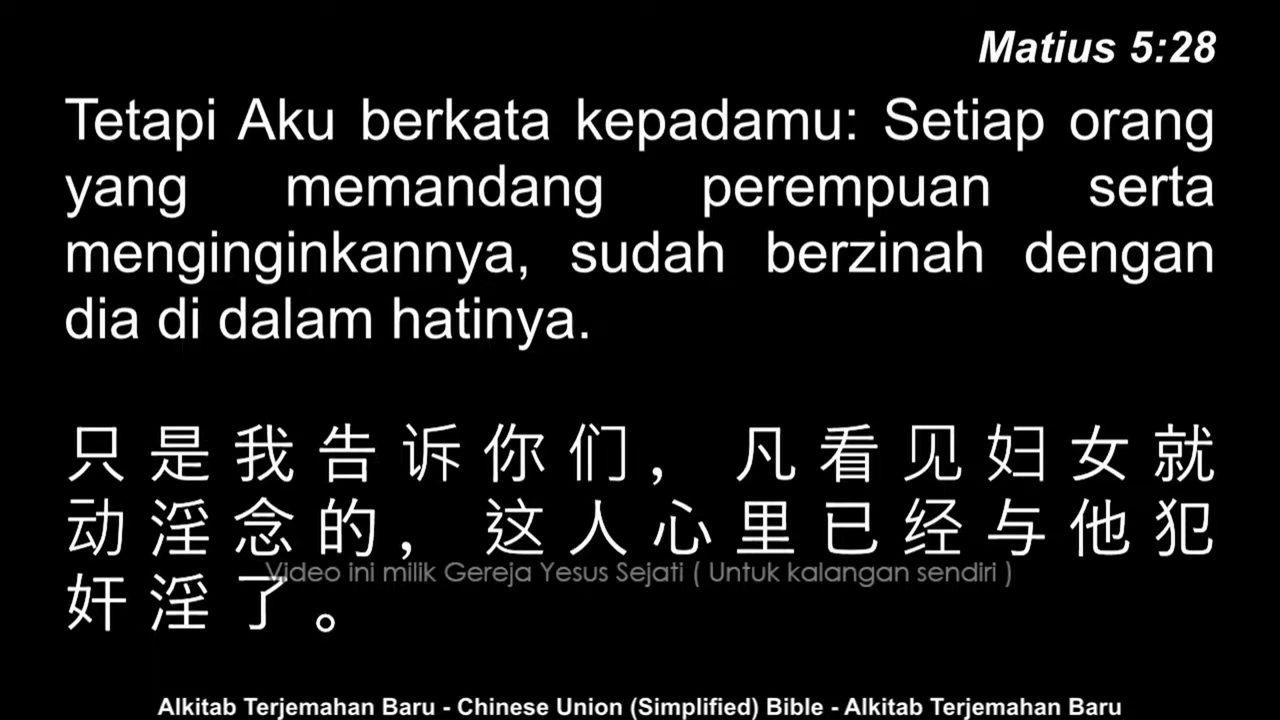 Matius 5:28
Tetapi Aku berkata kepadamu: Setiap orang
yang memandang perempuan serta
menginginkannya, sudah berzinah dengan
dia di dalam hatinya.
只是我告诉你们，凡看见妇女就
动淫念的，这人心里已经与他犯
Video ini milik Gereja Yesus Sejati ( Untuk kalangan sendiri )
奸淫了。
Alkitab Terjemahan Baru - Chinese Union (Simplified) Bible - Alkitab Terjemahan Baru